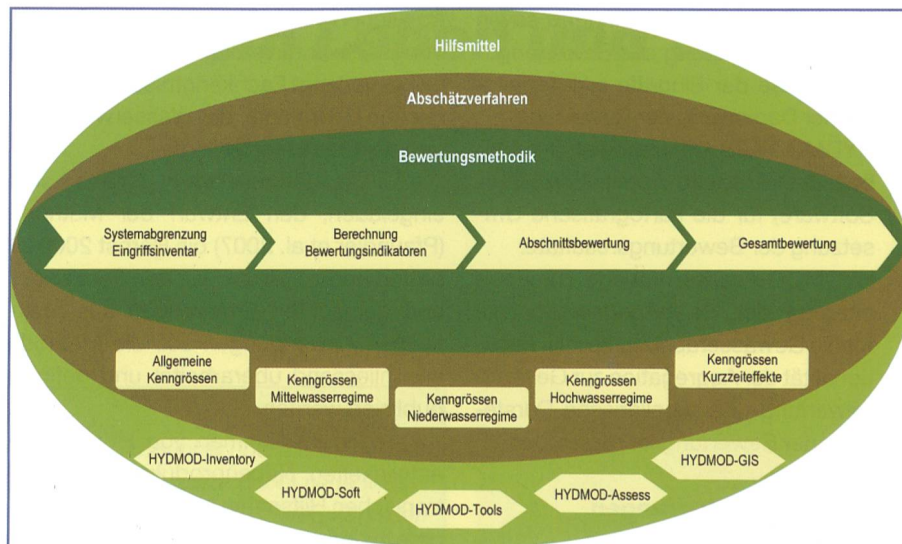 Hilfsmittel
Abschätzverfahren
Bewertungsmethodik
Systemabgrenzung
Eingriffsinventar
Berechnung
Bewertungsindikatoren
Abschnittsbewertung
Gesamtbewertung
Allgemeine
Kenngrössen
Kenngrössen
Mittelwasserregime
Kenngrössen
Niederwasserregime
Kenngrössen
Hochwasserregime
Kenngrössen
Kurzzeiteffekte
HYDMOD-Inventory
HYDMOD-Soft
HYDMOD-Tools
HYDMOD-Assess
HYDMOD-GIS